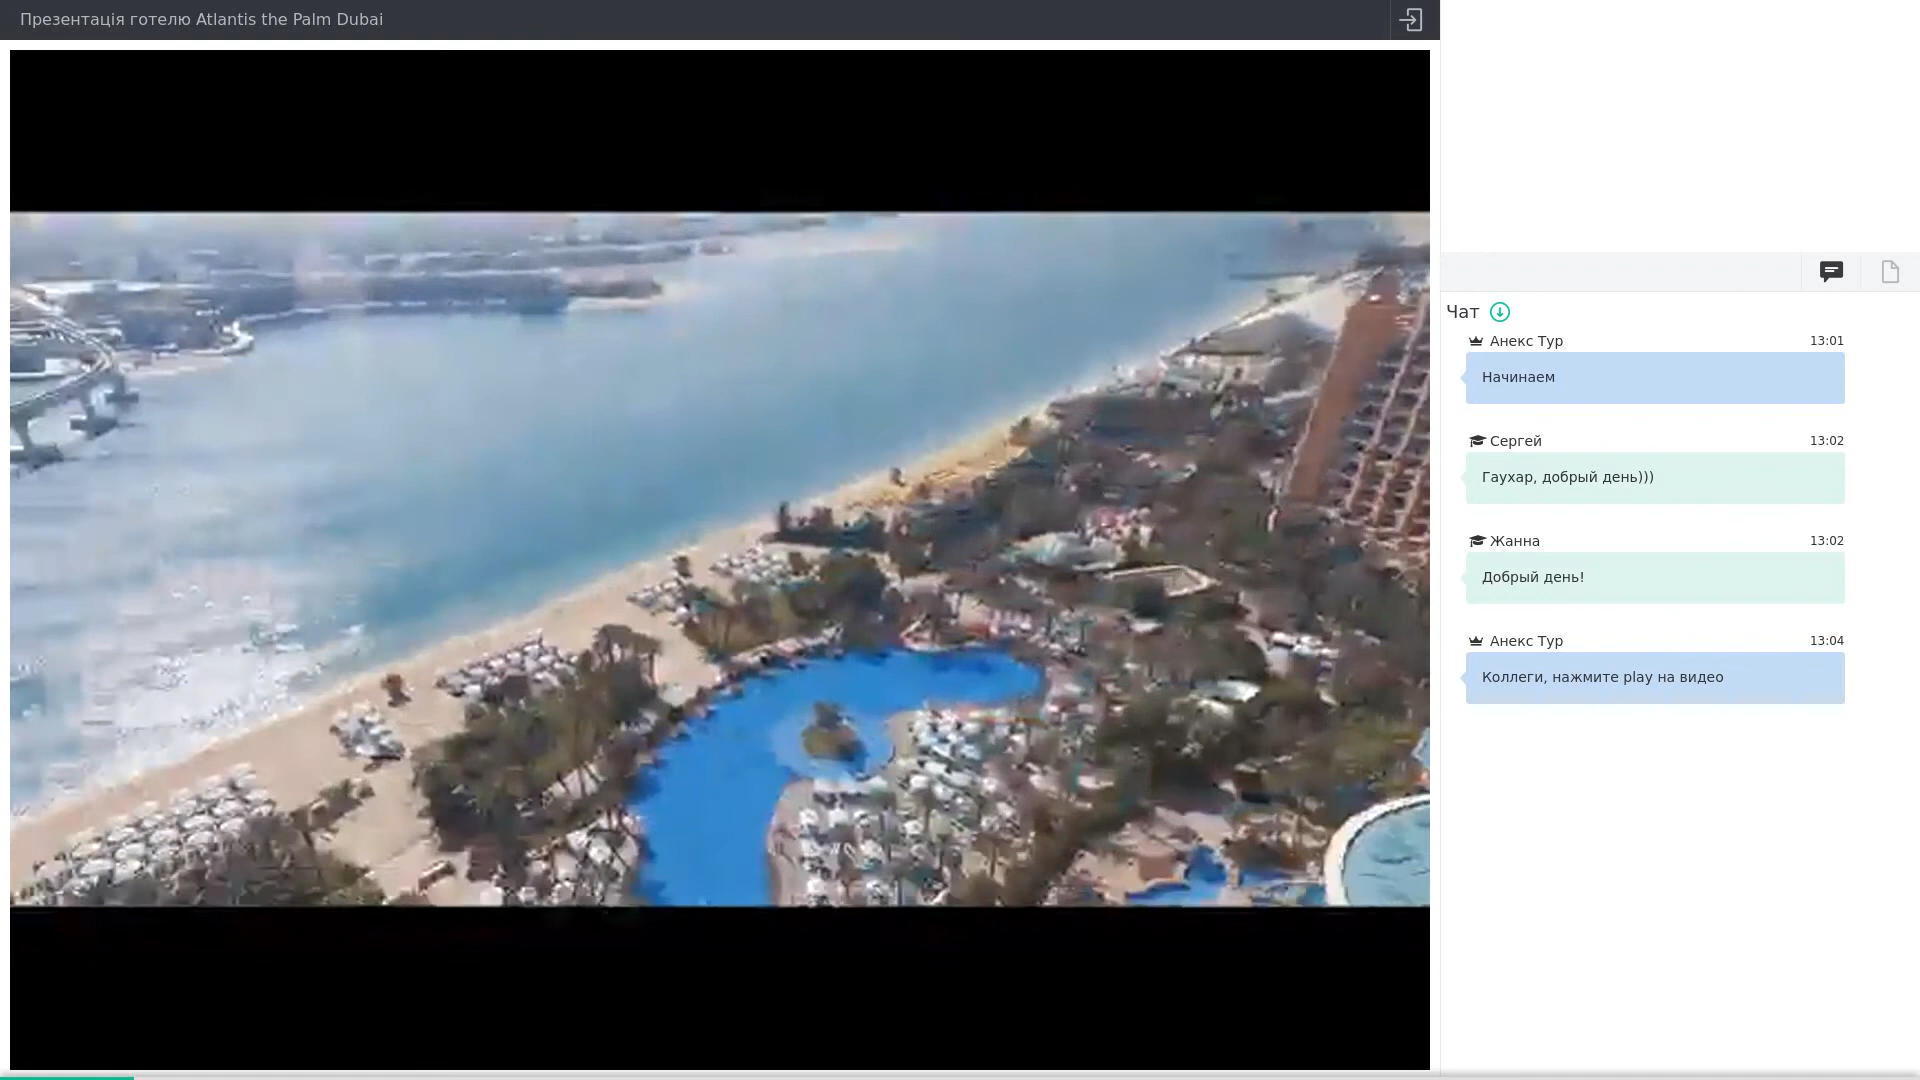 Презентація готелю Atlantis the Palm Dubai
Чат
Анекс Тур 13:01
Начинаем
Сергей 13:02
Гаухар, добрый день)))
Жанна 13:02
Добрый день!
Анекс Тур 13:04
Коллеги, нажмите play на видео